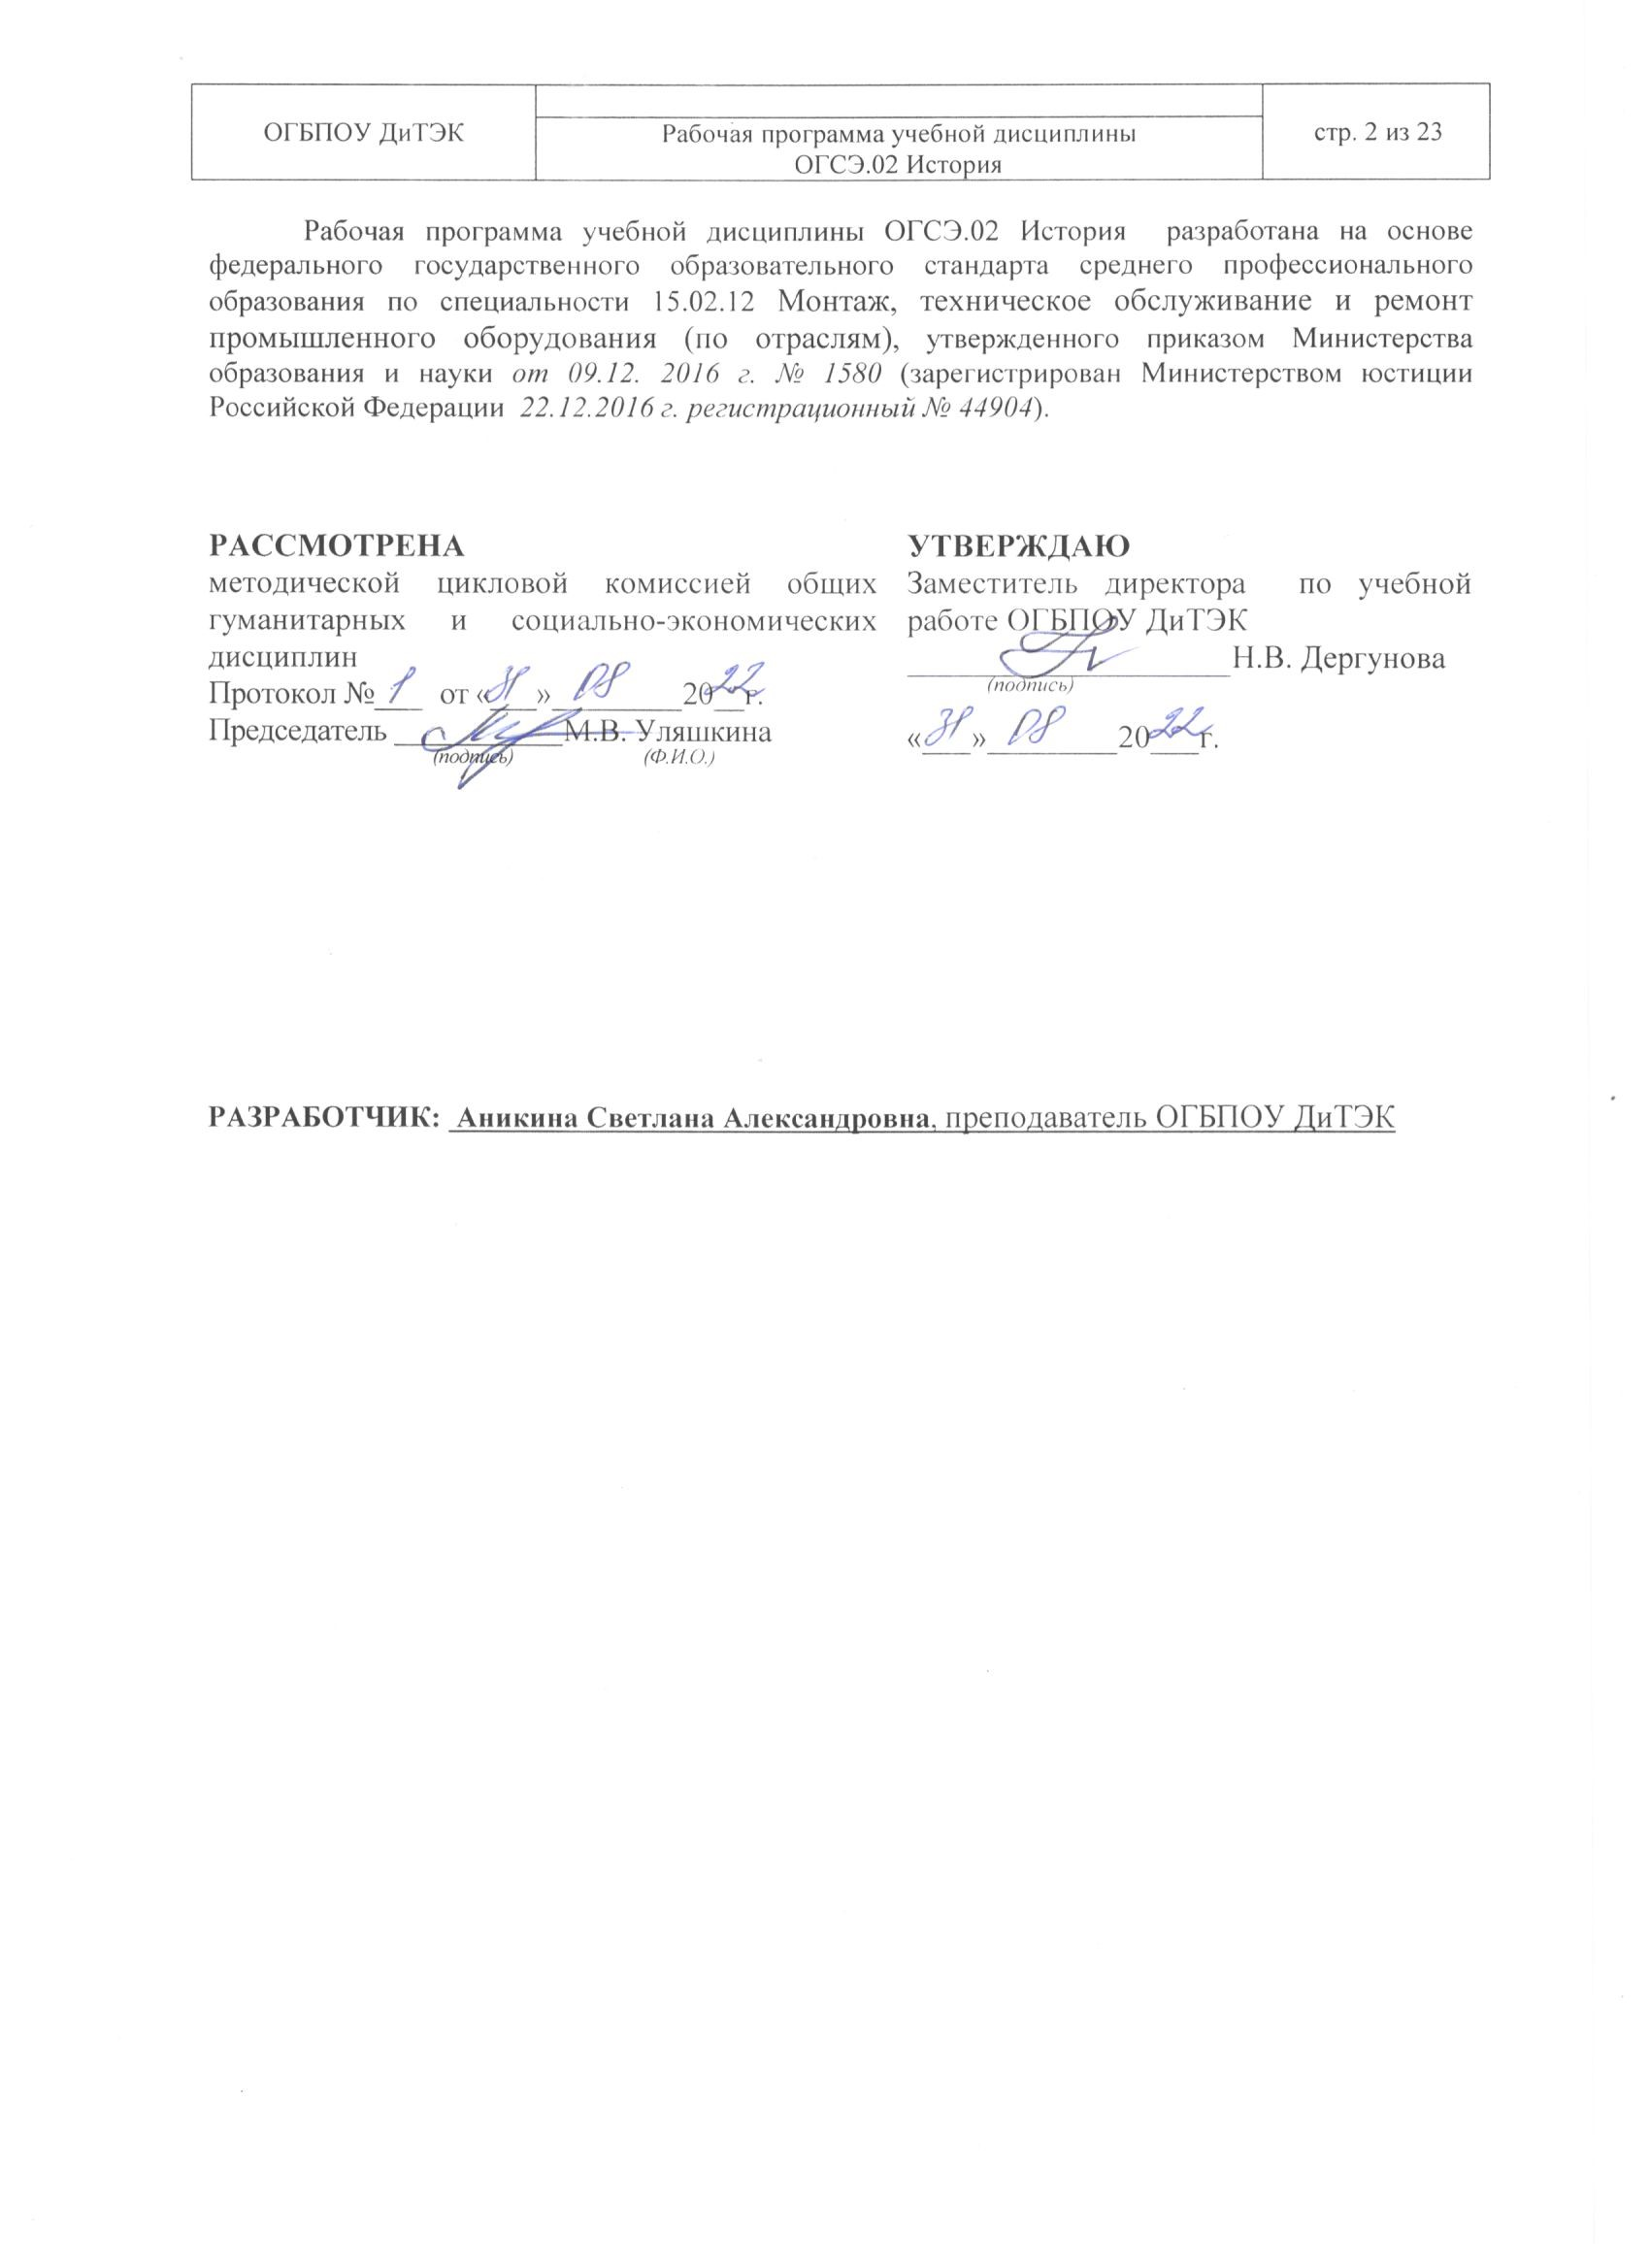 ОГБПОУ ДиТЭК
Рабочая программа учебной дисциплины
ОГСЭ.02 История
стр. 2 из 23
Рабочая программа учебной дисциплины ОГСЭ.02 История разработана на основе
федерального государственного образовательного стандарта среднего профессионального
образования по специальности 15.02.12 Монтаж, техническое обслуживание и ремонт
промышленного оборудования (по отраслям), утвержденного приказом Министерства
образования и науки от 09.12. 2016 г. № 1580 (зарегистрирован Министерством юстиции
Российской Федерации 22.12.2016 г. регистрационный № 44904).
РАССМОТРЕНА
методической цикловой комиссией общих
гуманитарных и социально-экономических
дисциплин
Протокол № 1 от «31» 08 2022г.
Председатель ____________М.В. Уляшкина
(подпись) (Ф.И.О.)
УТВЕРЖДАЮ
Заместитель директора по учебной
работе ОГБПОУ ДиТЭК
______________________Н.В. Дергунова
(подпись)
«31» 08 2022г.
РАЗРАБОТЧИК: Аникина Светлана Александровна, преподаватель ОГБПОУ ДиТЭК